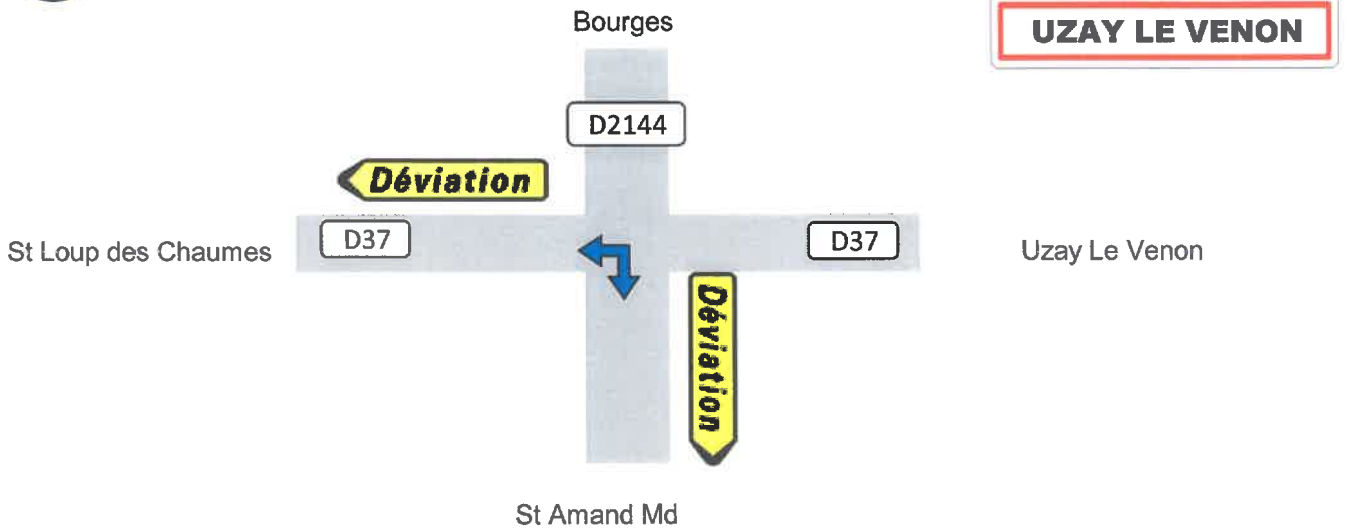 Bourges
UZAY LE VENON
D2144
Déviation
St Loup des Chaumes
D37
D37
Uzay Le Venon
Déviation
St Amand Md